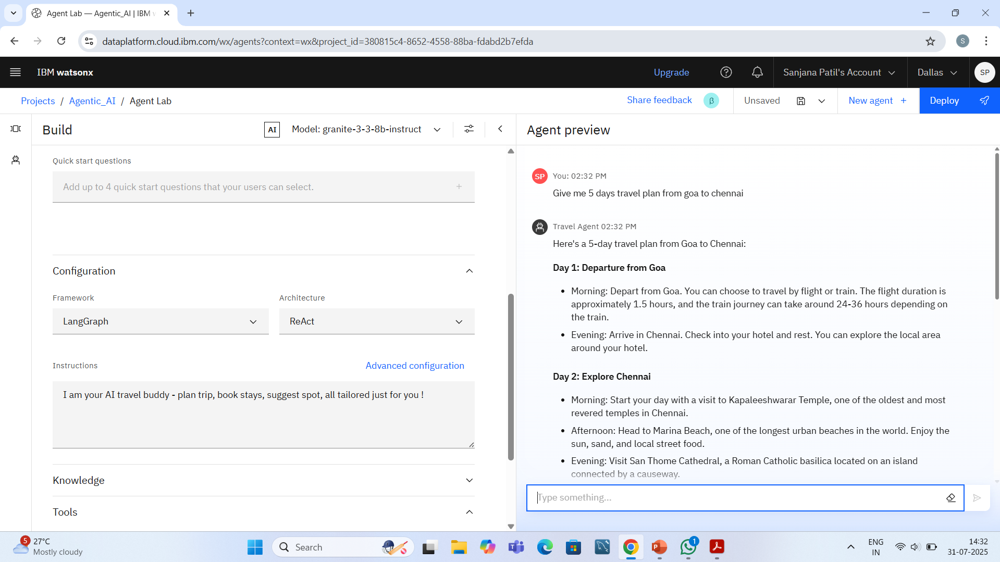 Agent Lab — Agentic_AI | IBM w
dataplatform.cloud.ibm.com/wx/agents?context=wx&project_id=380815c4-8652-4558-88ba-fdabd2b7efda
S
IBM watsonx
Upgrade
Sanjana Patil's Account
Dallas
SP
Projects / Agentic_AI / Agent Lab
Share feedback
β
Unsaved
New agent +
Deploy
Build
AI
Model: granite-3-3-8b-instruct
Quick start questions
Add up to 4 quick start questions that your users can select.
Configuration
Framework
Architecture
LangGraph
ReAct
Instructions
Advanced configuration
I am your AI travel buddy - plan trip, book stays, suggest spot, all tailored just for you !
Knowledge
Tools
Agent preview
SP
You: 02:32 PM
Give me 5 days travel plan from goa to chennai
Travel Agent 02:32 PM
Here's a 5-day travel plan from Goa to Chennai:
Day 1: Departure from Goa
• Morning: Depart from Goa. You can choose to travel by flight or train. The flight duration is
approximately 1.5 hours, and the train journey can take around 24-36 hours depending on
the train.
• Evening: Arrive in Chennai. Check into your hotel and rest. You can explore the local area
around your hotel.
Day 2: Explore Chennai
• Morning: Start your day with a visit to Kapaleeshwarar Temple, one of the oldest and most
revered temples in Chennai.
• Afternoon: Head to Marina Beach, one of the longest urban beaches in the world. Enjoy the
sun, sand, and local street food.
• Evening: Visit San Thome Cathedral, a Roman Catholic basilica located on an island
connected by a causeway.
Type something...
5
27°C
Mostly cloudy
Search
1
ENG
IN
14:32
31-07-2025